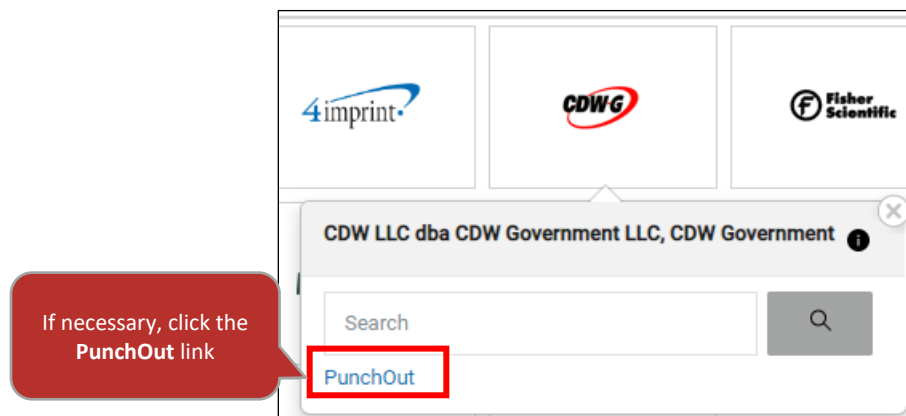 4imprint
CDW·G
Fisher
Scientific
CDW LLC dba CDW Government LLC, CDW Government
Search
PunchOut
If necessary, click the
PunchOut link